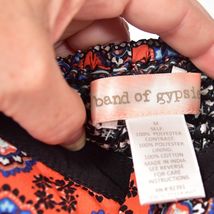 band of gypsi
M
SELF
100% POLYESTER
CONTRAST
100% POLYESTER
LINING
100% COTTON
MADE IN INDIA
SEE REVERSE
FOR CARE